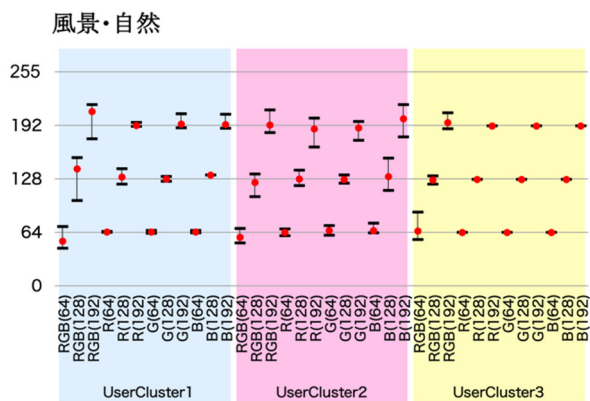 風景・自然
255
192
128
64
0
RGB(64)
RGB(128)
RGB(192)
R(64)
R(128)
R(192)
G(64)
G(128)
G(192)
B(64)
B(128)
B(192)
RGB(64)
RGB(128)
RGB(192)
R(64)
R(128)
R(192)
G(64)
G(128)
G(192)
B(64)
B(128)
B(192)
RGB(64)
RGB(128)
RGB(192)
R(64)
R(128)
R(192)
G(64)
G(128)
G(192)
B(64)
B(128)
B(192)
UserCluster1
UserCluster2
UserCluster3